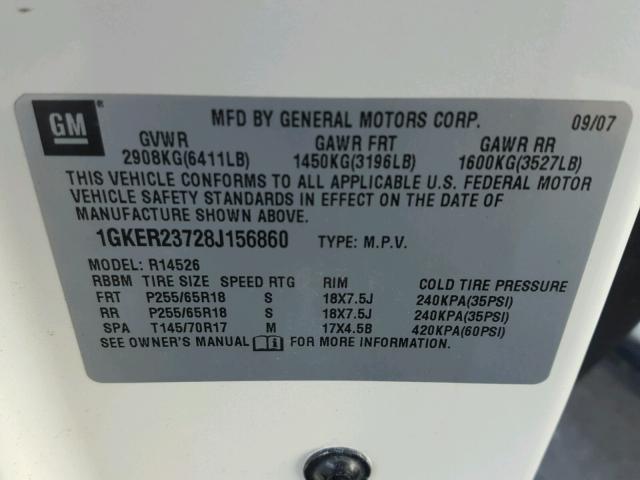 GM ® MFD BY GENERAL MOTORS CORP. 09/07
GVWR GAWR FRT GAWR RR
2908KG(6411LB) 1450KG(3196LB) 1600KG(3527LB)
THIS VEHICLE CONFORMS TO ALL APPLICABLE U.S. FEDERAL MOTOR
VEHICLE SAFETY STANDARDS IN EFFECT ON THE DATE OF
MANUFACTURE SHOWN ABOVE.
1GKER23728J156860 TYPE: M.P.V.
MODEL: R14526
RBBM TIRE SIZE SPEED RTG RIM COLD TIRE PRESSURE
FRT P255/65R18 S 18X7.5J 240KPA(35PSI)
RR P255/65R18 S 18X7.5J 240KPA(35PSI)
SPA T145/70R17 M 17X4.5B 420KPA(60PSI)
SEE OWNER'S MANUAL FOR MORE INFORMATION.